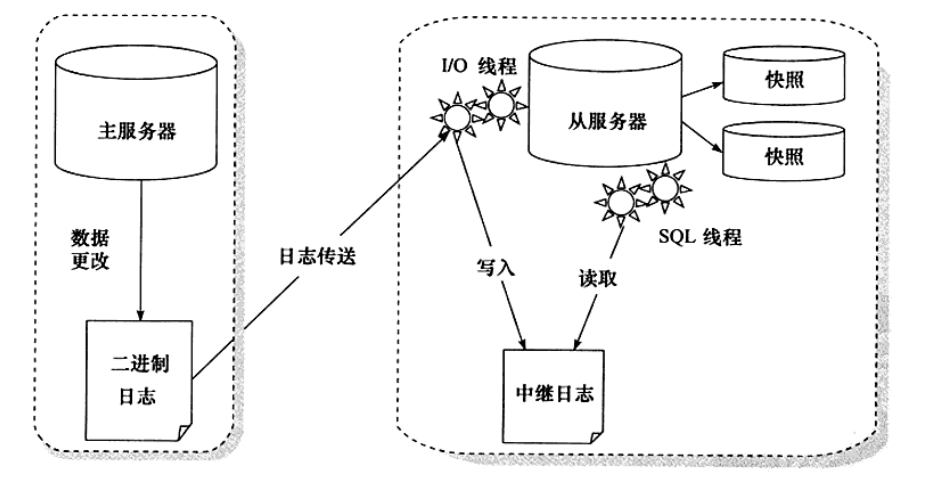 主服务器
数据
更改
二进制
日志
日志传送
I/O 线程
从服务器
快照
快照
SQL 线程
写入
读取
中继日志